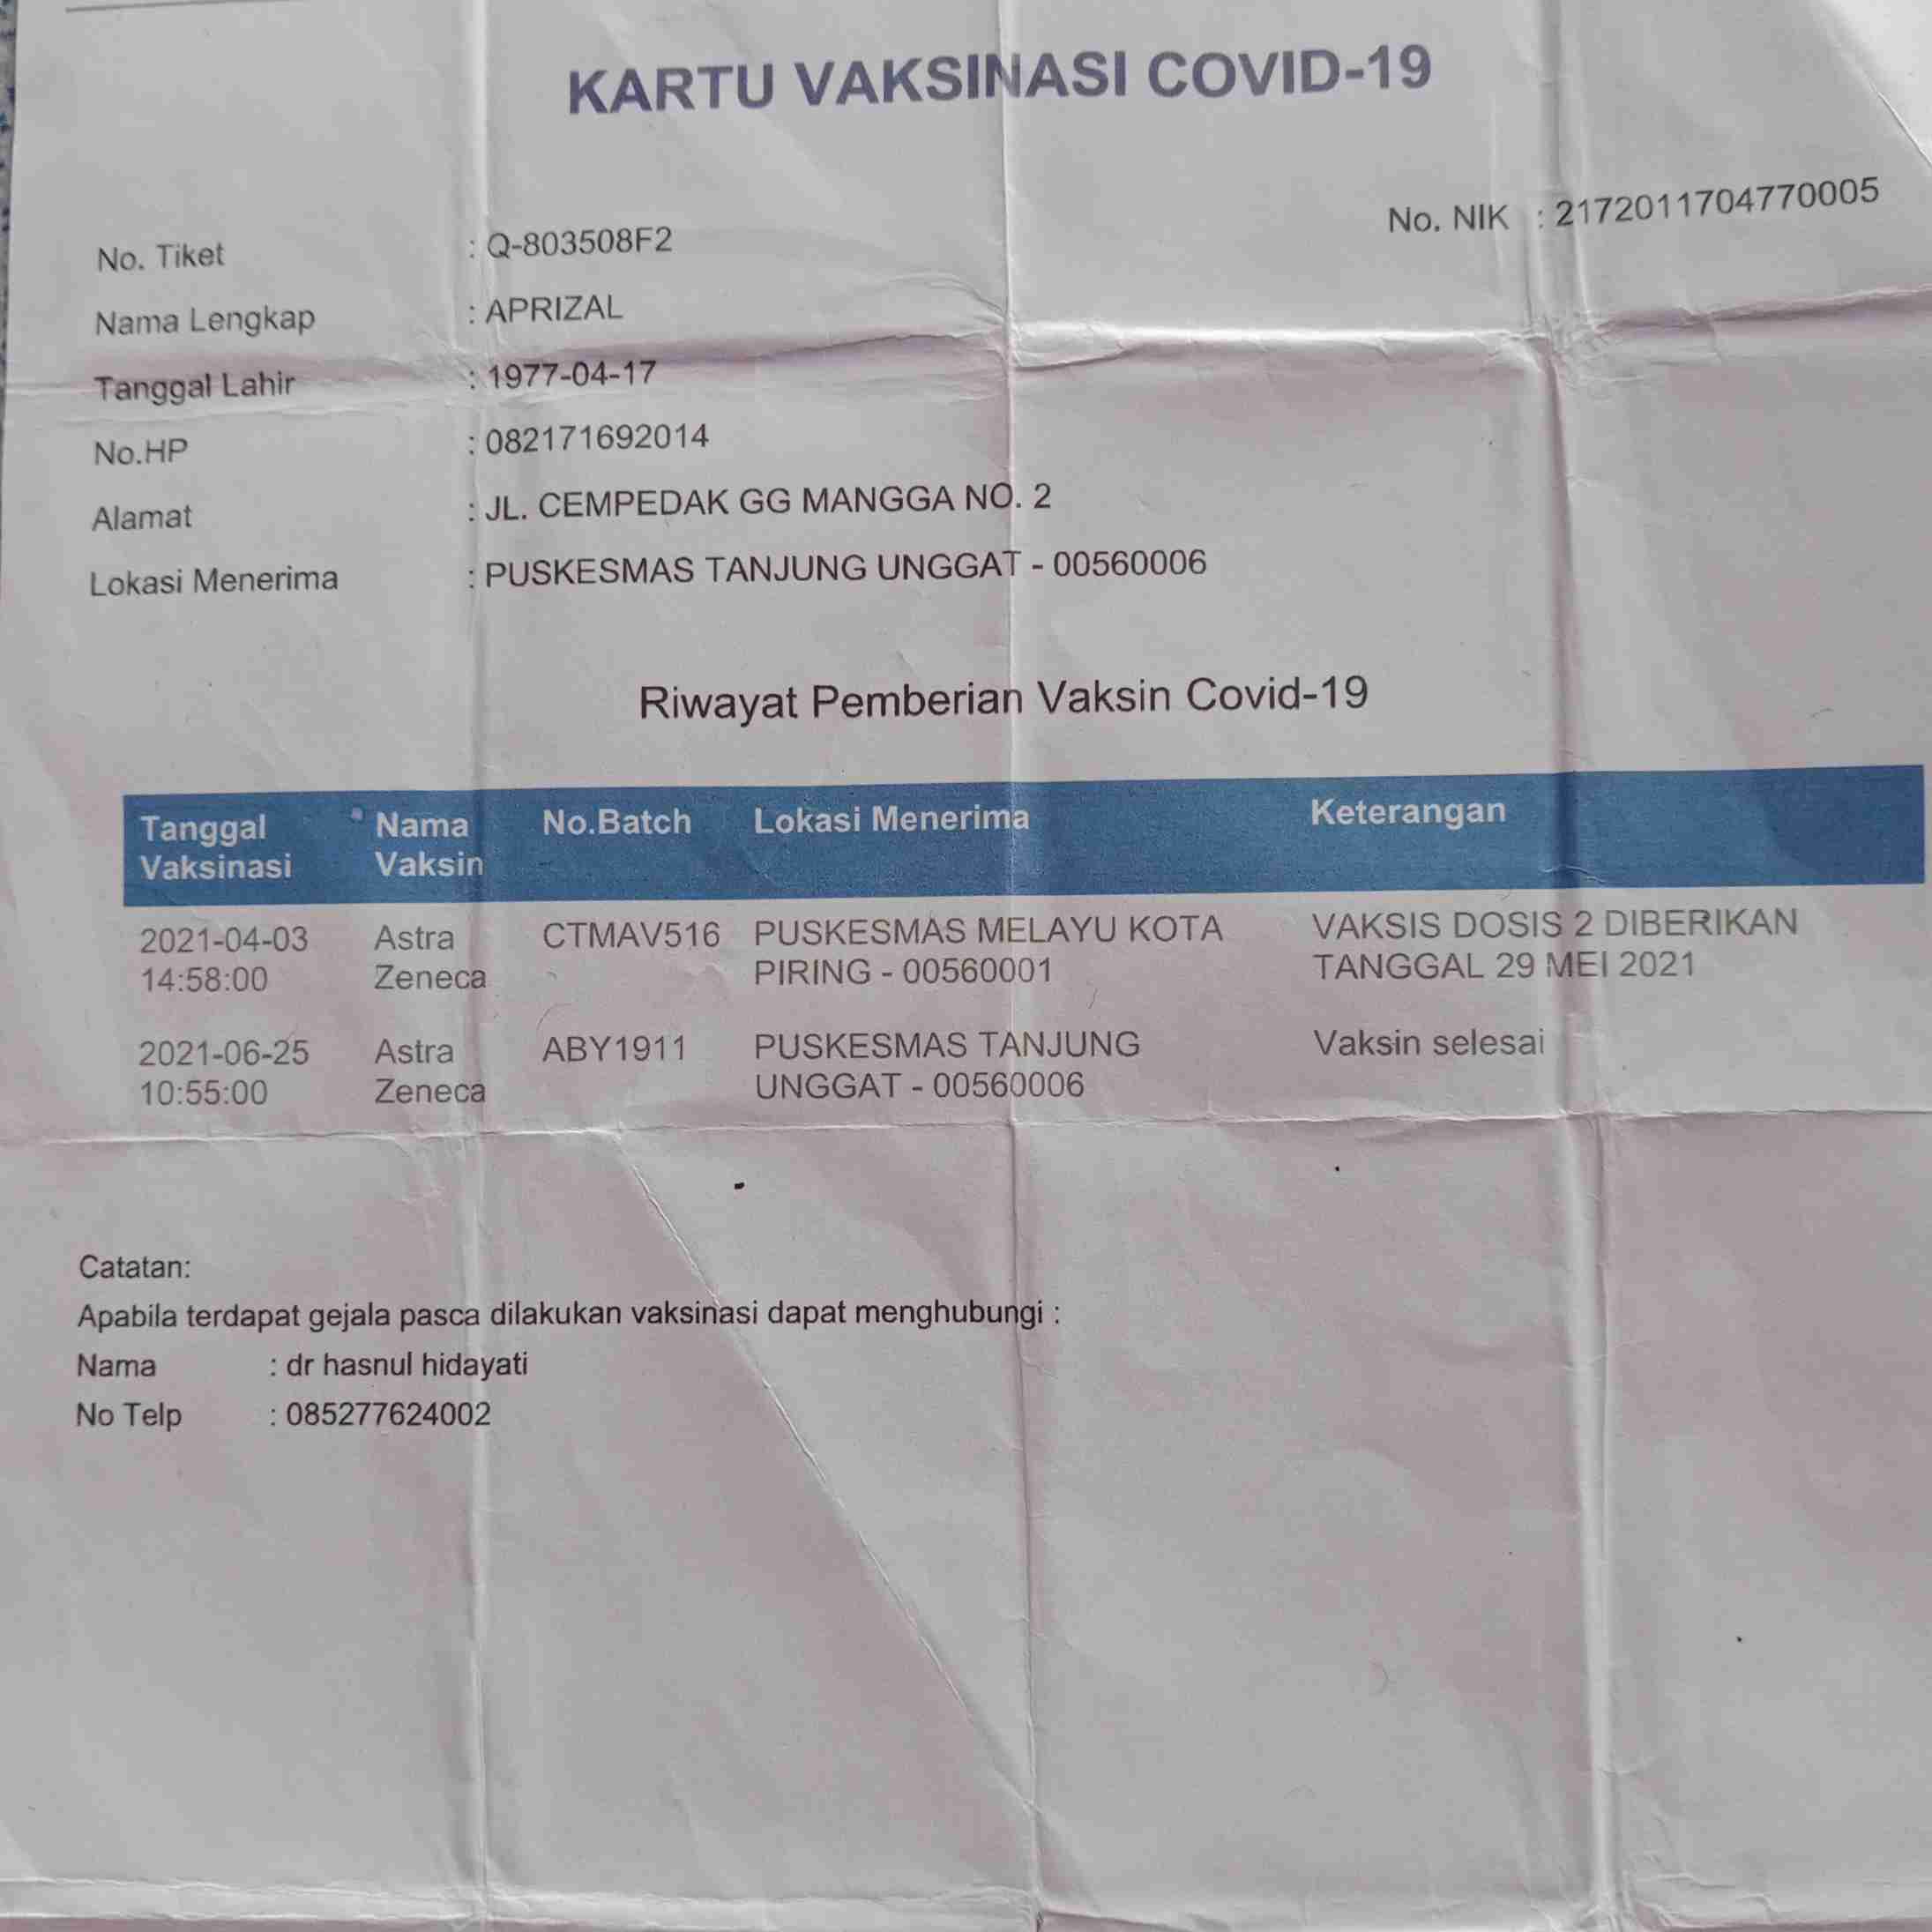 KARTU VAKSINASI COVID-19
No. NIK : 2172011704770005
No. Tiket : Q-803508F2
Nama Lengkap : APRIZAL
Tanggal Lahir : 1977-04-17
No.HP : 082171692014
Alamat : JL. CEMPEDAK GG MANGGA NO. 2
Lokasi Menerima : PUSKESMAS TANJUNG UNGGAT - 00560006
Riwayat Pemberian Vaksin Covid-19
Tanggal Nama No.Batch Lokasi Menerima Keterangan
Vaksinasi Vaksin
2021-04-03 Astra CTMAV516 PUSKESMAS MELAYU KOTA VAKSIS DOSIS 2 DIBERIKAN
14:58:00 Zeneca PIRING - 00560001 TANGGAL 29 MEI 2021
2021-06-25 Astra ABY1911 PUSKESMAS TANJUNG Vaksin selesai
10:55:00 Zeneca UNGGAT - 00560006
Catatan:
Apabila terdapat gejala pasca dilakukan vaksinasi dapat menghubungi :
Nama : dr hasnul hidayati
No Telp : 085277624002